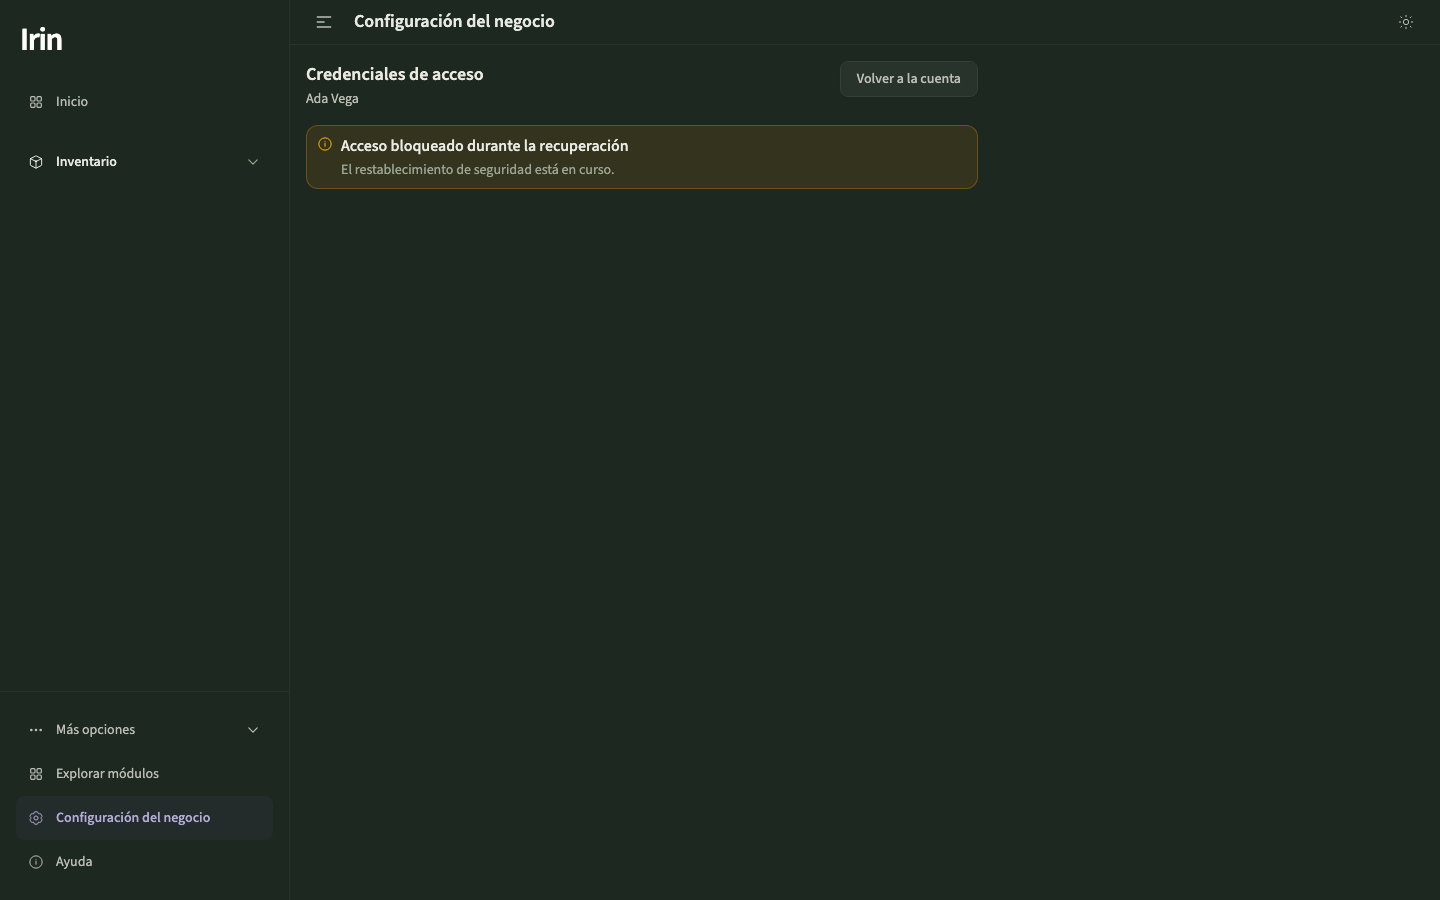 Irin
Inicio
Inventario
Más opciones
Explorar módulos
Configuración del negocio
Ayuda
Configuración del negocio
Credenciales de acceso
Ada Vega
Volver a la cuenta
Acceso bloqueado durante la recuperación
El restablecimiento de seguridad está en curso.